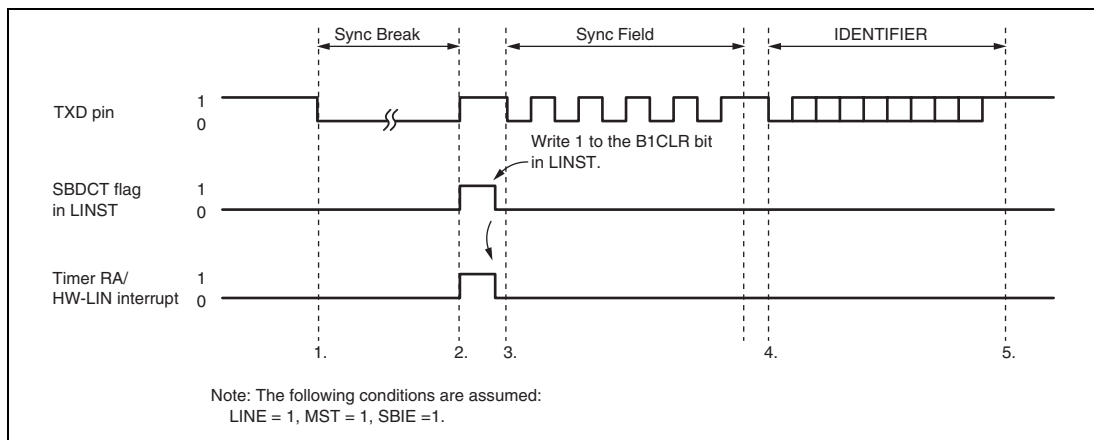 Sync Break
Sync Field
IDENTIFIER
TXD pin
1
0
Write 1 to the B1CLR bit
in LINST.
SBDCT flag
in LINST
1
0
Timer RA/
HW-LIN interrupt
1
0
1.
2.
3.
4.
5.
Note: The following conditions are assumed:
LINE = 1, MST = 1, SBIE =1.